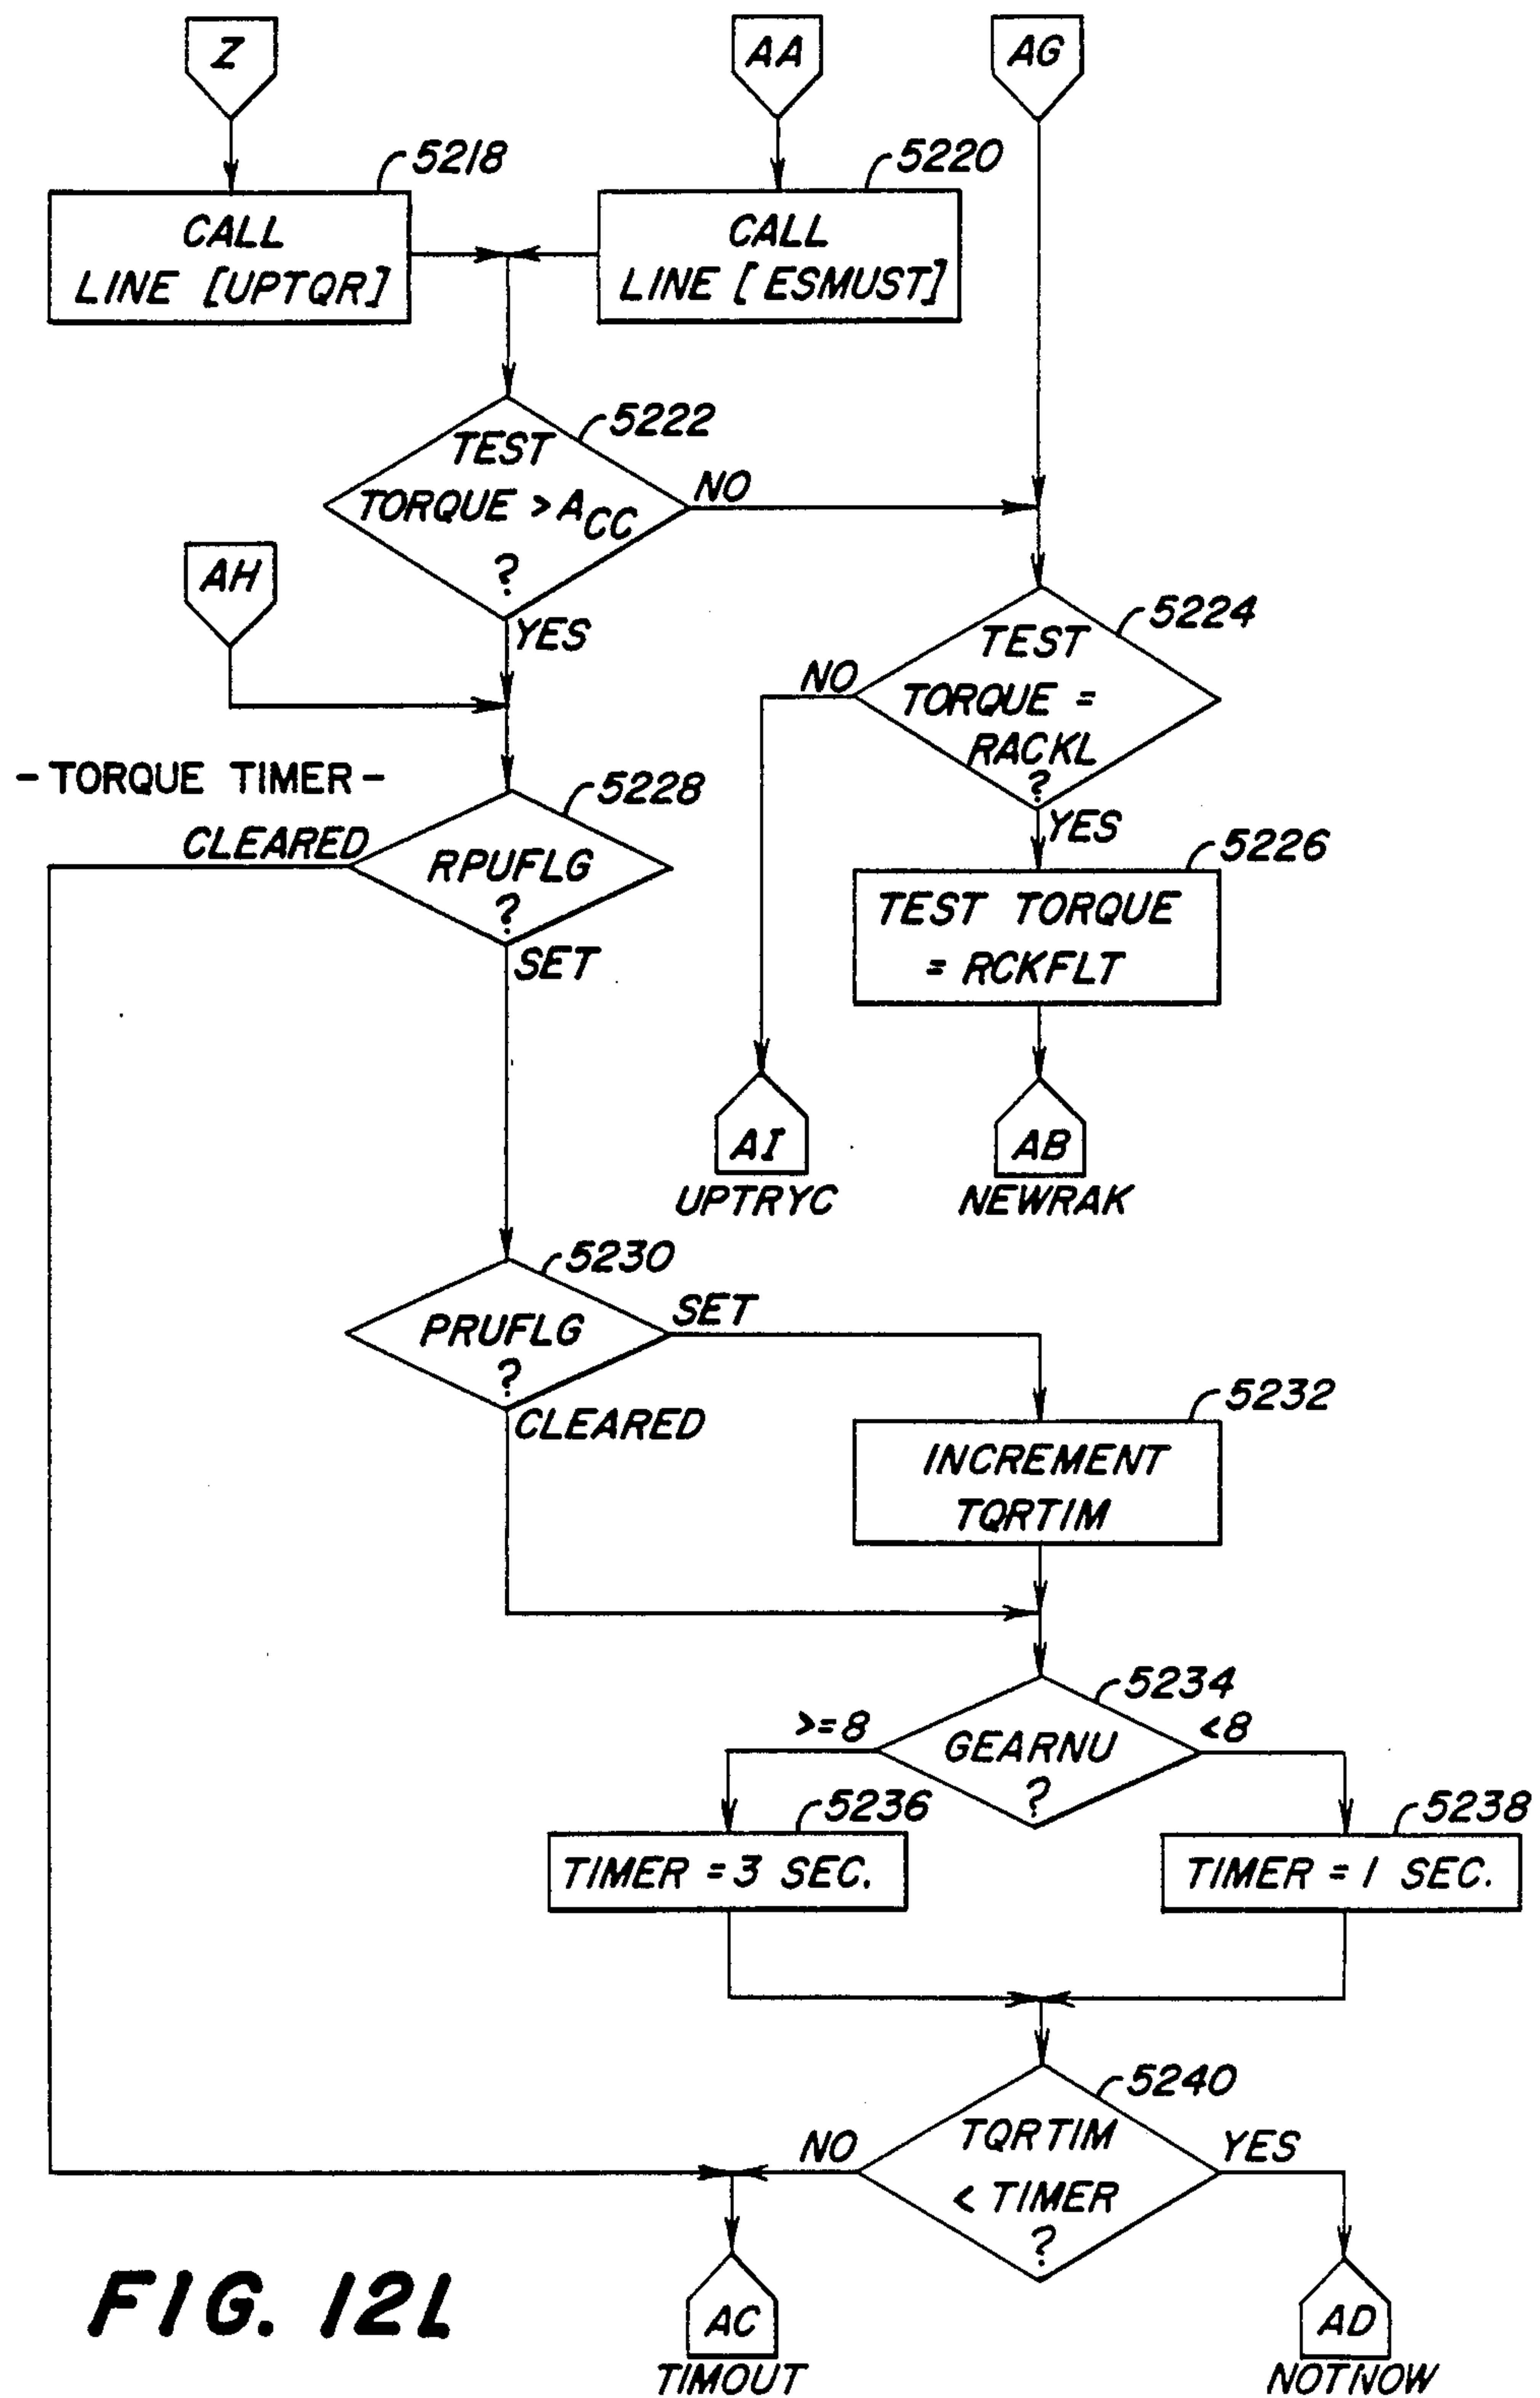 Z
AA
AG
5218
5220
CALL
LINE [UPTQR]
CALL
LINE [ESMUST]
5222
TEST
TORQUE > ACC
?
NO
YES
AH
5224
TEST
TORQUE =
RACKL
?
NO
YES
5226
TEST TORQUE
= RCKFLT
AI
UPTRYC
AB
NEWRAK
- TORQUE TIMER -
5228
CLEARED
RPUFLG
?
SET
5230
PRUFLG
?
SET
CLEARED
5232
INCREMENT
TQRTIM
5234
>=8
GEARNU
?
<8
5236
TIMER = 3 SEC.
5238
TIMER = 1 SEC.
5240
NO
TQRTIM
< TIMER
?
YES
AC
TIMOUT
AD
NOTNOW
FIG. 12L